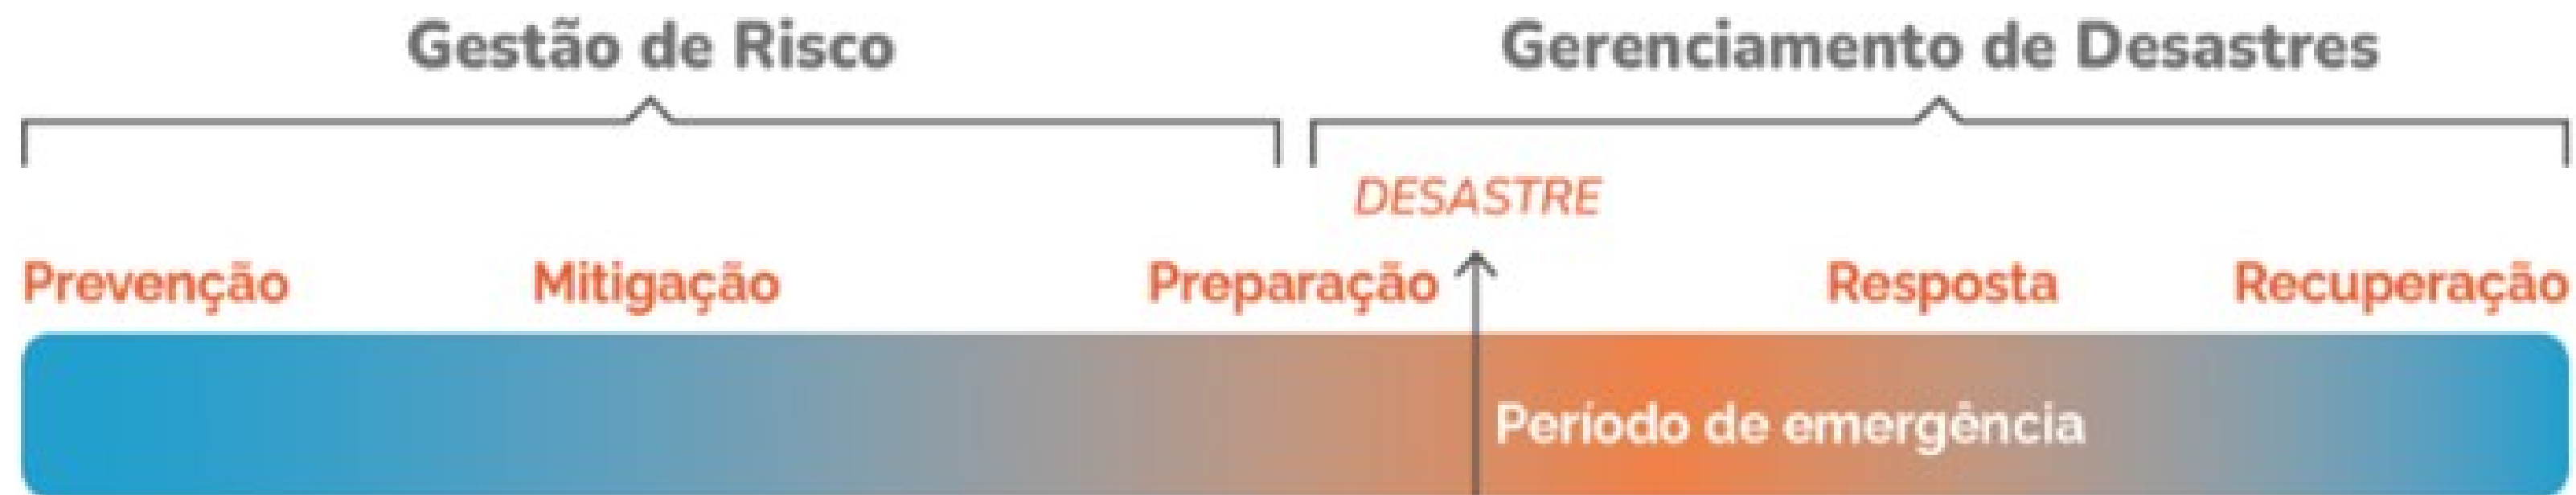 Gestão de Risco
Gerenciamento de Desastres
DESASTRE
Prevenção
Mitigação
Preparação
Resposta
Recuperação
Período de emergência